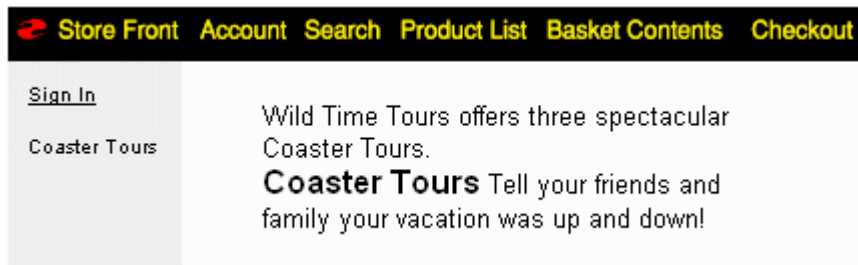 Store Front Account Search Product List Basket Contents Checkout
Sign In
Coaster Tours
Wild Time Tours offers three spectacular
Coaster Tours.
Coaster Tours Tell your friends and
family your vacation was up and down!